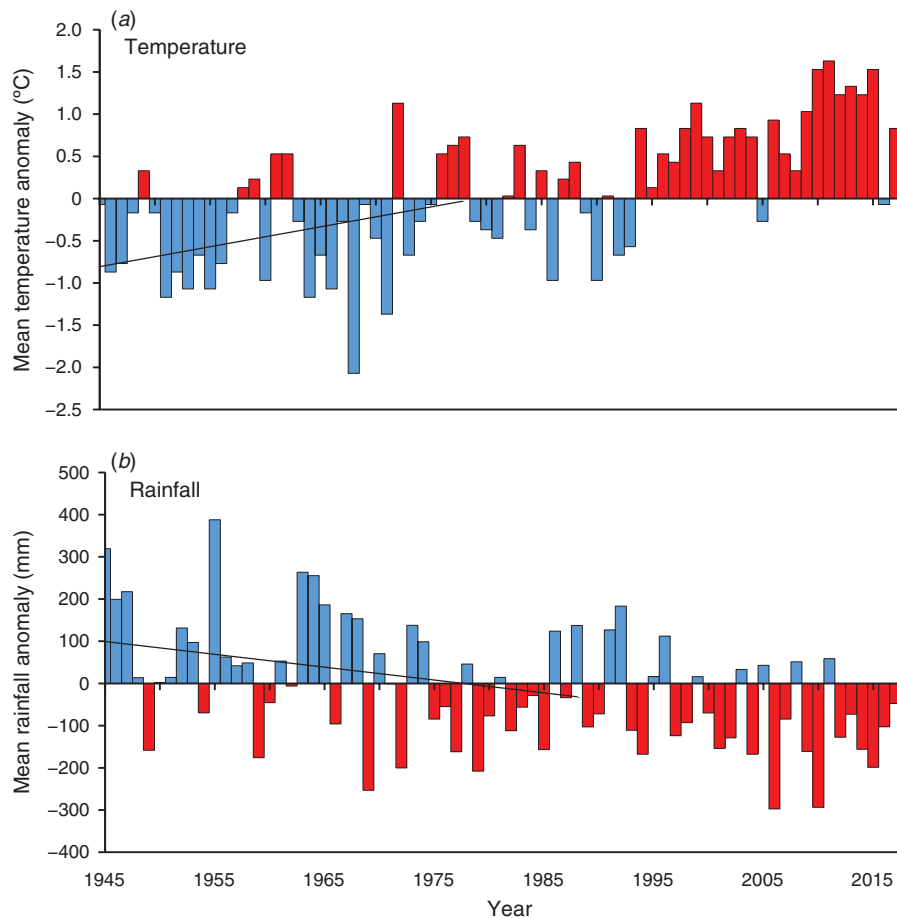 (a)
Temperature
Mean temperature anomaly (°C)
2.0
1.5
1.0
0.5
0
−0.5
−1.0
−1.5
−2.0
−2.5
(b)
Rainfall
Mean rainfall anomaly (mm)
500
400
300
200
100
0
−100
−200
−300
−400
1945 1955 1965 1975 1985 1995 2005 2015
Year